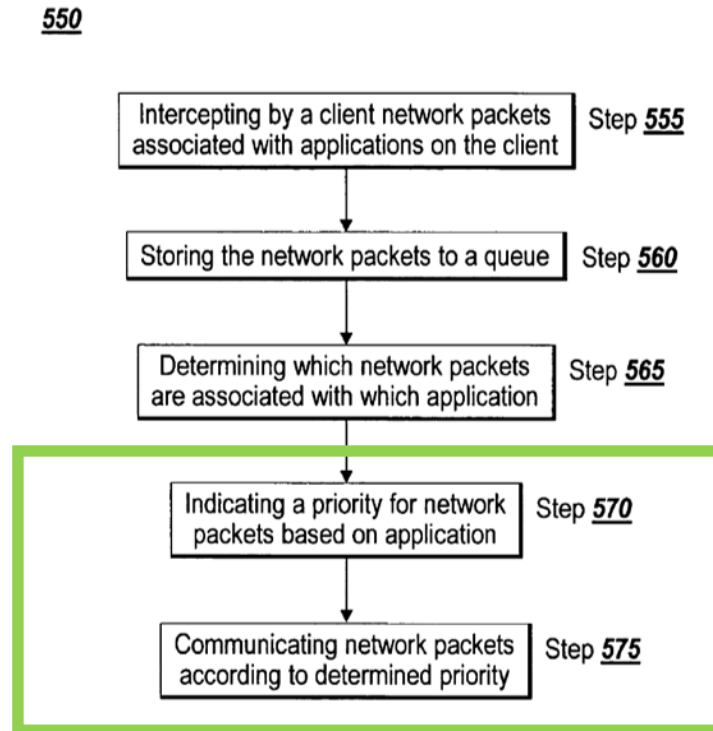 550
Intercepting by a client network packets
associated with applications on the client
Step 555
Storing the network packets to a queue
Step 560
Determining which network packets
are associated with which application
Step 565
Indicating a priority for network
packets based on application
Step 570
Communicating network packets
according to determined priority
Step 575